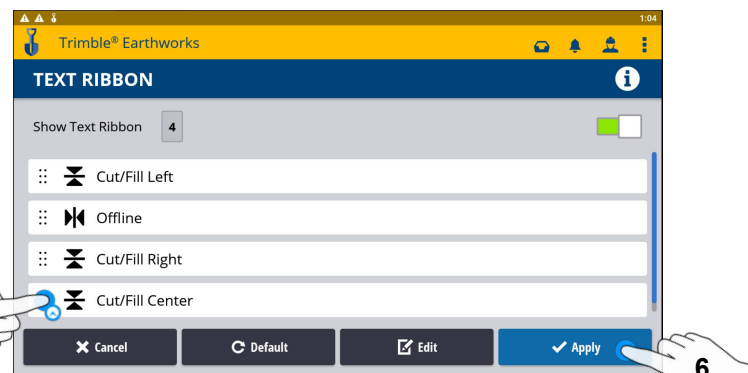 1:04
Trimble® Earthworks
TEXT RIBBON
Show Text Ribbon 4
Cut/Fill Left
Offline
Cut/Fill Right
Cut/Fill Center
Cancel Default Edit Apply
6